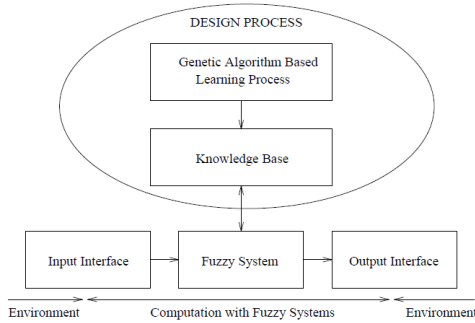 DESIGN PROCESS
Genetic Algorithm Based
Learning Process
Knowledge Base
Input Interface
Fuzzy System
Output Interface
Environment
Computation with Fuzzy Systems
Environment